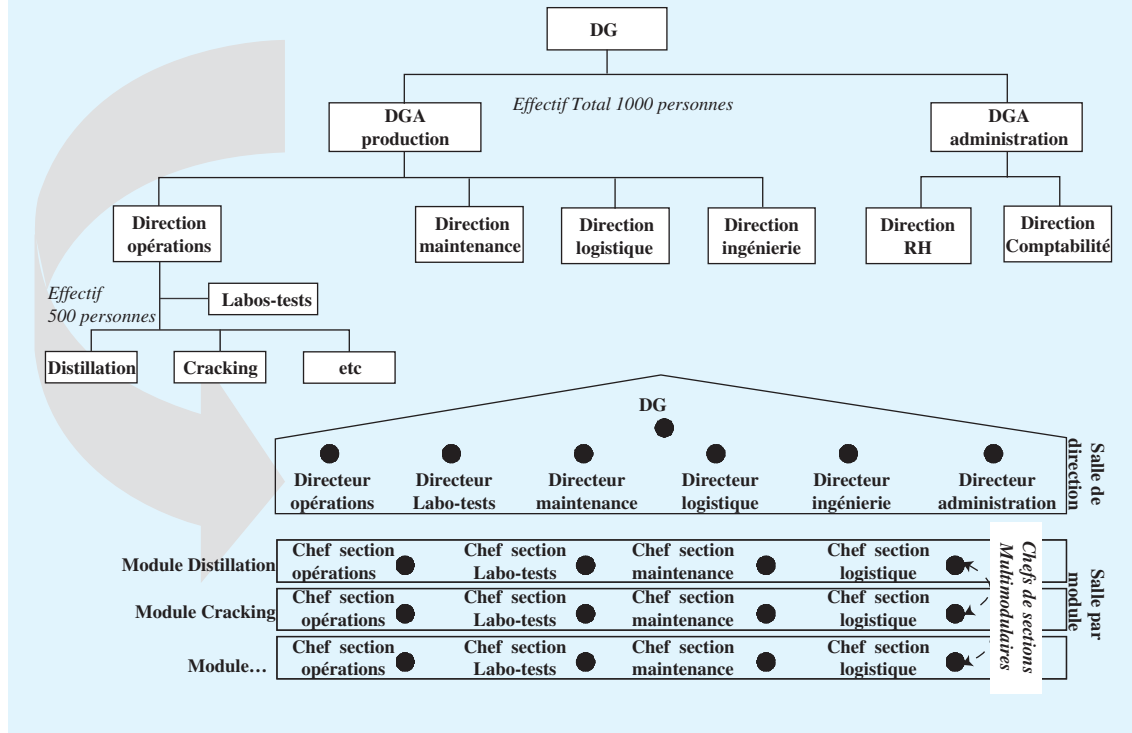 DG
Effectif Total 1000 personnes
DGA
production
DGA
administration
Direction
opérations
Direction
maintenance
Direction
logistique
Direction
ingénierie
Direction
RH
Direction
Comptabilité
Effectif
500 personnes
Labos-tests
Distillation
Cracking
etc
DG
Directeur
opérations
Directeur
Labo-tests
Directeur
maintenance
Directeur
logistique
Directeur
ingénierie
Directeur
administration
Salle de
direction
Module Distillation
Chef section
opérations
Chef section
Labo-tests
Chef section
maintenance
Chef section
logistique
Module Cracking
Chef section
opérations
Chef section
Labo-tests
Chef section
maintenance
Chef section
logistique
Module…
Chef section
opérations
Chef section
Labo-tests
Chef section
maintenance
Chef section
logistique
Chefs de sections
Multimodulaires
Salle par
module